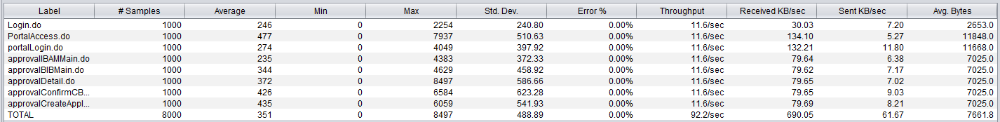 Label # Samples Average Min Max Std. Dev. Error % Throughput Received KB/sec Sent KB/sec Avg. Bytes
Login.do 1000 246 0 2254 240.80 0.00% 11.6/sec 30.03 7.20 2653.0
PortalAccess.do 1000 477 0 7937 510.63 0.00% 11.6/sec 134.10 5.27 11848.0
portalLogin.do 1000 274 0 4049 397.92 0.00% 11.6/sec 132.21 11.80 11668.0
approvalIBAMMain.do 1000 235 0 4383 372.33 0.00% 11.6/sec 79.64 6.38 7025.0
approvalBIBMain.do 1000 344 0 4629 458.92 0.00% 11.6/sec 79.62 7.17 7025.0
approvalDetail.do 1000 372 0 8497 586.66 0.00% 11.6/sec 79.65 7.02 7025.0
approvalConfirmCB... 1000 426 0 6584 623.28 0.00% 11.6/sec 79.65 9.03 7025.0
approvalCreateAppl... 1000 435 0 6059 541.93 0.00% 11.6/sec 79.69 8.21 7025.0
TOTAL 8000 351 0 8497 488.89 0.00% 92.2/sec 690.05 61.67 7661.8